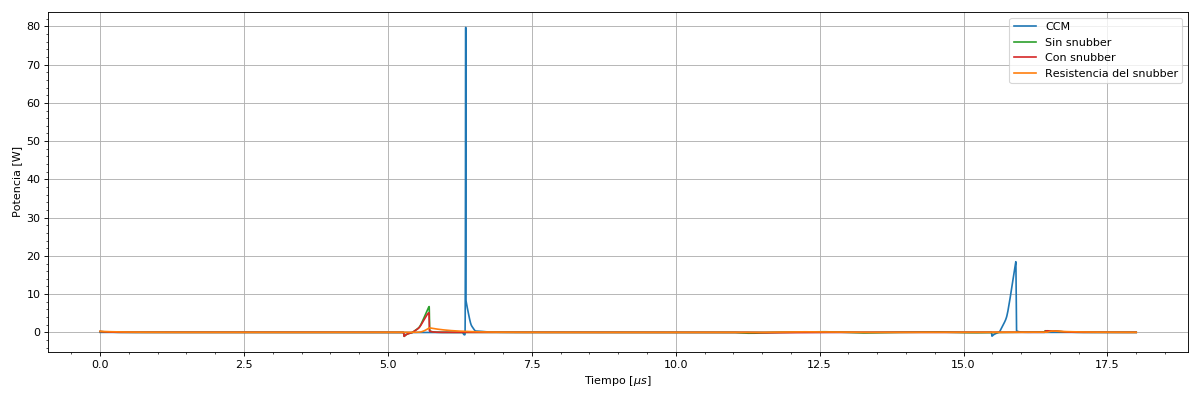 80
70
60
50
40
30
20
10
0
Potencia [W]
CCM
Sin snubber
Con snubber
Resistencia del snubber
0.0 2.5 5.0 7.5 10.0 12.5 15.0 17.5
Tiempo [μs]